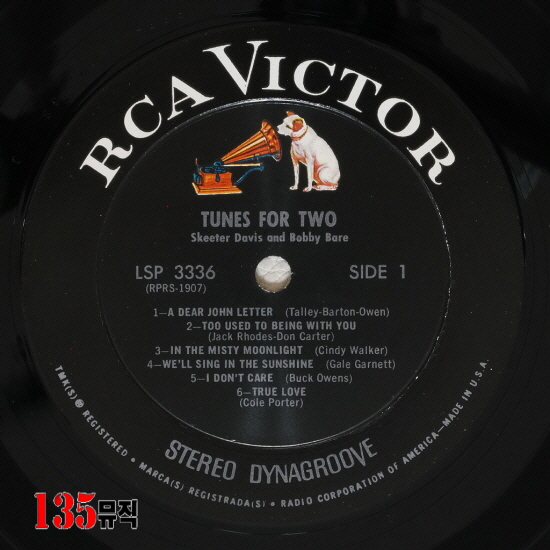 RCA VICTOR
TUNES FOR TWO
Skeeter Davis and Bobby Bare
LSP 3336
(RPRS-1907)
SIDE 1
1—A DEAR JOHN LETTER (Talley-Barton-Owen)
2—TOO USED TO BEING WITH YOU
(Jack Rhodes-Don Carter)
3—IN THE MISTY MOONLIGHT (Cindy Walker)
4—WE'LL SING IN THE SUNSHINE (Gale Garnett)
5—I DON'T CARE (Buck Owens)
6—TRUE LOVE
(Cole Porter)
STEREO DYNAGROOVE
TMK(S) ® REGISTERED • MARCA(S) REGISTRADA(S) • RADIO CORPORATION OF AMERICA—MADE IN U.S.A.
135뮤직